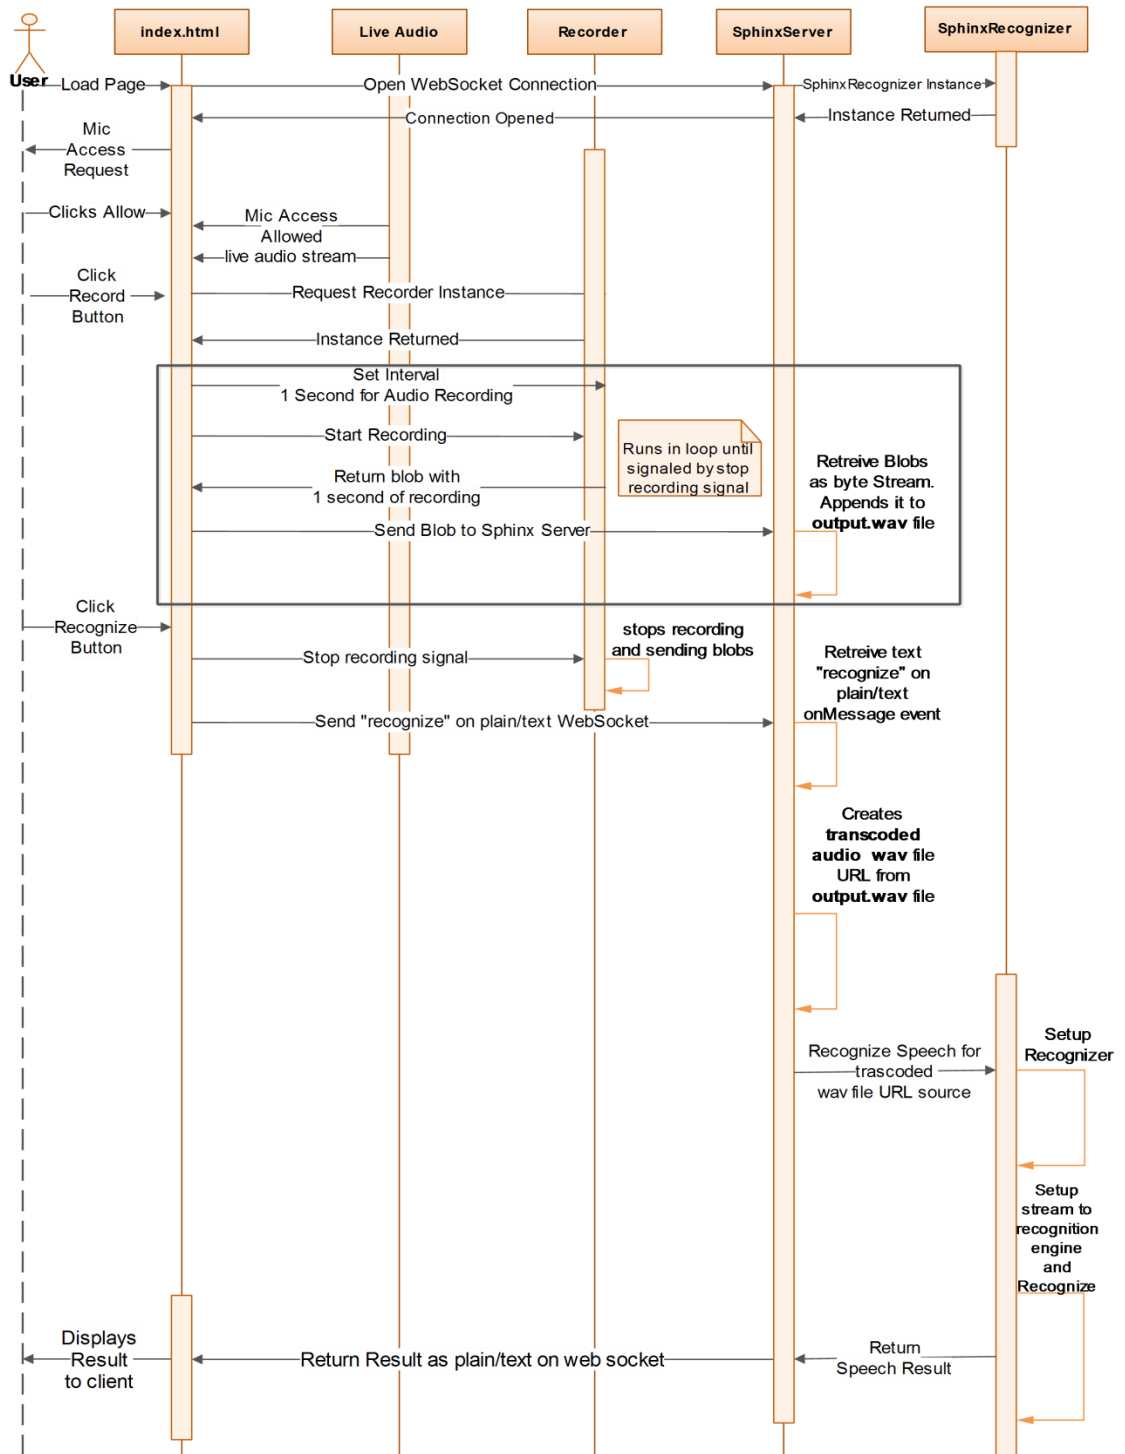 index.html
Live Audio
Recorder
SphinxServer
SphinxRecognizer
User
Load Page
Open WebSocket Connection
SphinxRecognizer Instance
Connection Opened
Instance Returned
Mic
Access
Request
Clicks Allow
Mic Access
Allowed
live audio stream
Click
Record
Button
Request Recorder Instance
Instance Returned
Set Interval
1 Second for Audio Recording
Start Recording
Runs in loop until
signaled by stop
recording signal
Return blob with
1 second of recording
Retreive Blobs
as byte Stream.
Appends it to
output.wav file
Send Blob to Sphinx Server
Click
Recognize
Button
stops recording
and sending blobs
Stop recording signal
Retreive text
"recognize" on
plain/text
onMessage event
Send "recognize" on plain/text WebSocket
Creates
transcoded
audio wav file
URL from
output.wav file
Recognize Speech for
trascoded
wav file URL source
Setup
Recognizer
Setup
stream to
recognition
engine
and
Recognize
Return
Speech Result
Return Result as plain/text on web socket
Displays
Result
to client